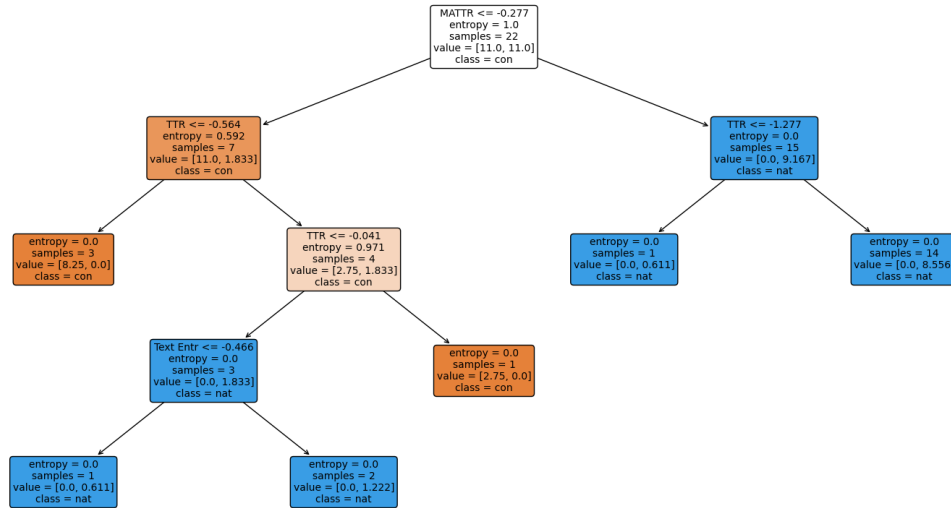 MATTR <= -0.277
entropy = 1.0
samples = 22
value = [11.0, 11.0]
class = con
TTR <= -0.564
entropy = 0.592
samples = 7
value = [11.0, 1.833]
class = con
TTR <= -1.277
entropy = 0.0
samples = 15
value = [0.0, 9.167]
class = nat
entropy = 0.0
samples = 3
value = [8.25, 0.0]
class = con
TTR <= -0.041
entropy = 0.971
samples = 4
value = [2.75, 1.833]
class = con
entropy = 0.0
samples = 1
value = [0.0, 0.611]
class = nat
entropy = 0.0
samples = 14
value = [0.0, 8.556]
class = nat
Text Entr <= -0.466
entropy = 0.0
samples = 3
value = [0.0, 1.833]
class = nat
entropy = 0.0
samples = 1
value = [2.75, 0.0]
class = con
entropy = 0.0
samples = 1
value = [0.0, 0.611]
class = nat
entropy = 0.0
samples = 2
value = [0.0, 1.222]
class = nat